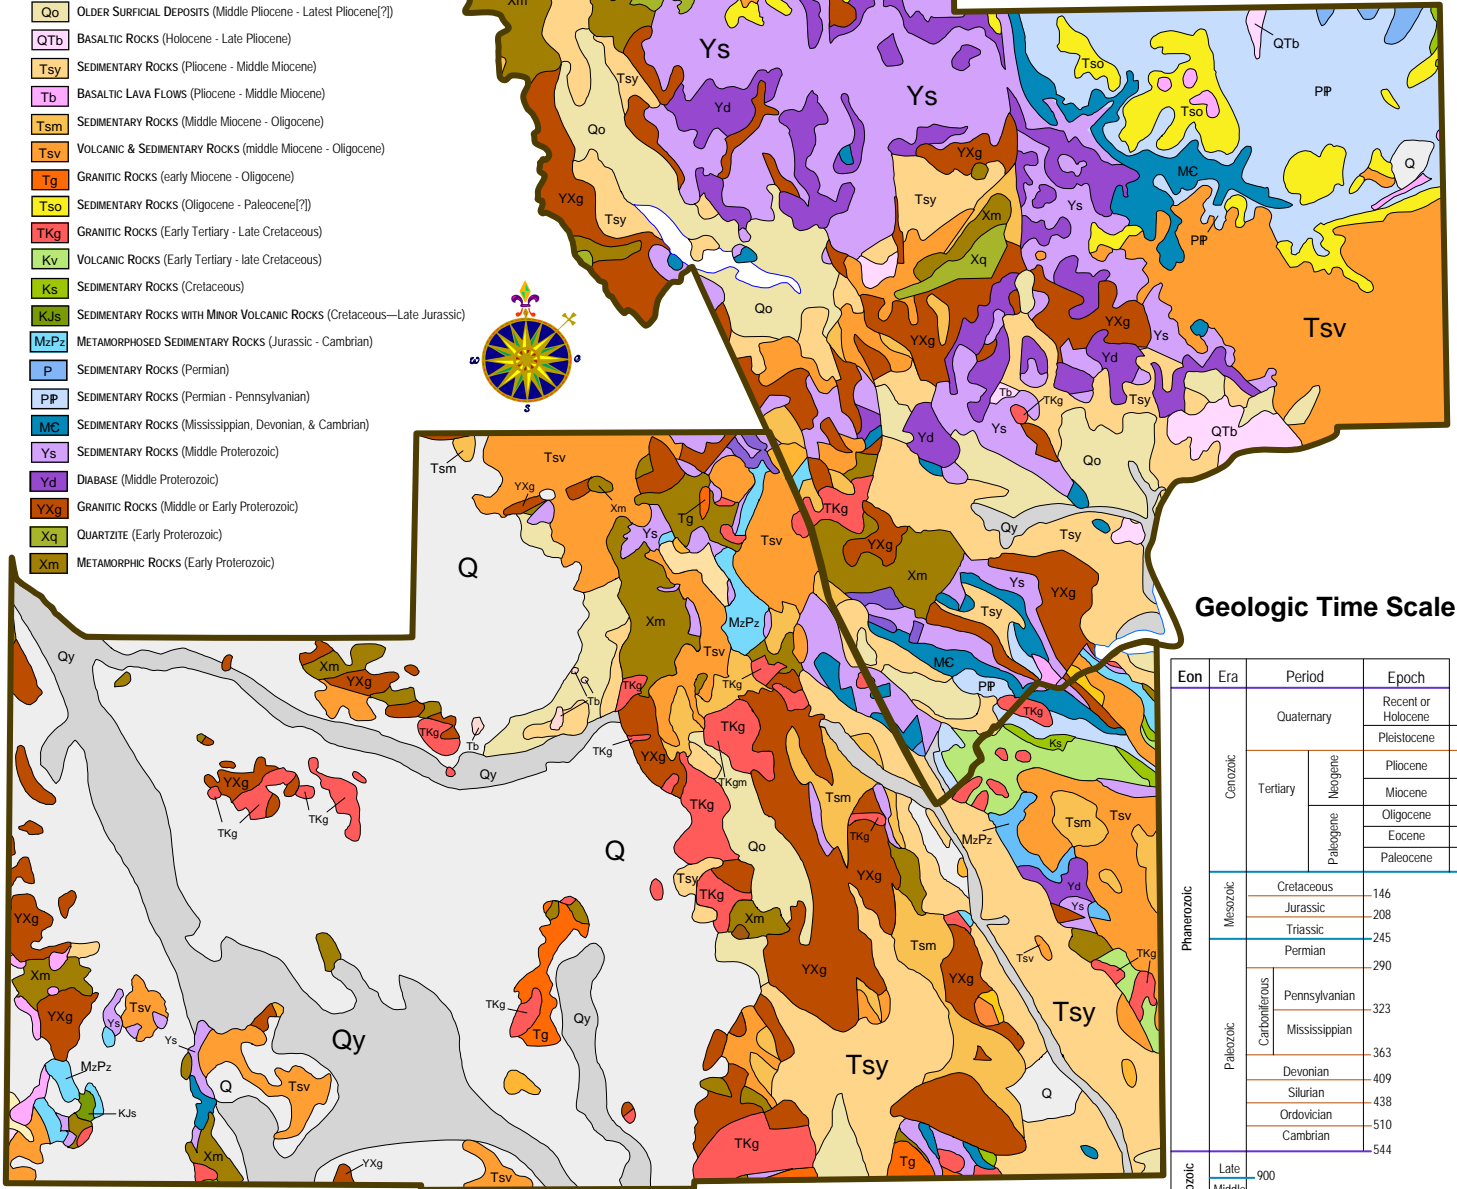 Qo OLDER SURFICIAL DEPOSITS (Middle Pliocene - Latest Pliocene[?])
QTb BASALTIC ROCKS (Holocene - Late Pliocene)
Tsy SEDIMENTARY ROCKS (Pliocene - Middle Miocene)
Tb BASALTIC LAVA FLOWS (Pliocene - Middle Miocene)
Tsm SEDIMENTARY ROCKS (Middle Miocene - Oligocene)
Tsv VOLCANIC & SEDIMENTARY ROCKS (middle Miocene - Oligocene)
Tg GRANITIC ROCKS (early Miocene - Oligocene)
Tso SEDIMENTARY ROCKS (Oligocene - Paleocene[?])
TKg GRANITIC ROCKS (Early Tertiary - Late Cretaceous)
Kv VOLCANIC ROCKS (Early Tertiary - late Cretaceous)
Ks SEDIMENTARY ROCKS (Cretaceous)
KJs SEDIMENTARY ROCKS WITH MINOR VOLCANIC ROCKS (Cretaceous—Late Jurassic)
MzPz METAMORPHOSED SEDIMENTARY ROCKS (Jurassic - Cambrian)
P SEDIMENTARY ROCKS (Permian)
PIP SEDIMENTARY ROCKS (Permian - Pennsylvanian)
M€ SEDIMENTARY ROCKS (Mississippian, Devonian, & Cambrian)
Ys SEDIMENTARY ROCKS (Middle Proterozoic)
Yd DIABASE (Middle Proterozoic)
YXg GRANITIC ROCKS (Middle or Early Proterozoic)
Xq QUARTZITE (Early Proterozoic)
Xm METAMORPHIC ROCKS (Early Proterozoic)
Xm
Ys
QTb
Tso
Tsy
PIP
Ys
Yd
Tso
Qo
YXg
Q
M€
YXg
Tsy
Ys
Tsy
Xm
PIP
Xq
Qo
YXg
Ys
Tsv
YXg
Yd
Tb
TKg
Tsy
Ys
QTb
Yd
Qo
S
Tsm
Tsv
YXg
Xm
Tg
TKg
Ys
Tsv
Qy
Tsy
YXg
Q
Xm
Ys
YXg
Tsy
Xm
MzPz
Qy
Tsv
M€
Xm
YXg
TKg
TKg
PIP
Tb
TKg
TKg
TKg
Tb
TKg
YXg
Ks
Qy
YXg
TKgm
Tsm
TKg
TKg
TKg
TKg
Tsm
Tsv
MzPz
Q
Qo
YXg
Tsy
TKg
Yd
Ys
YXg
Xm
Tsm
Tsv
TKg
Xm
YXg
YXg
TKg
Tsv
Tsy
YXg
Ys
Qy
Tg
Ys
Qy
Tsy
MzPz
Q
Tsv
Q
KJs
TKg
Xm
YXg
Tsv
Tg
Geologic Time Scale
Eon Era Period Epoch
Phanerozoic
Cenozoic
Quaternary
Recent or
Holocene
Pleistocene
Tertiary
Neogene
Pliocene
Miocene
Paleogene
Oligocene
Eocene
Paleocene
Mesozoic
Cretaceous
146
Jurassic
208
Triassic
245
Paleozoic
Permian
290
Carboniferous
Pennsylvanian
323
Mississippian
363
Devonian
409
Silurian
438
Ordovician
510
Cambrian
544
ozoic
Late
900
Middle